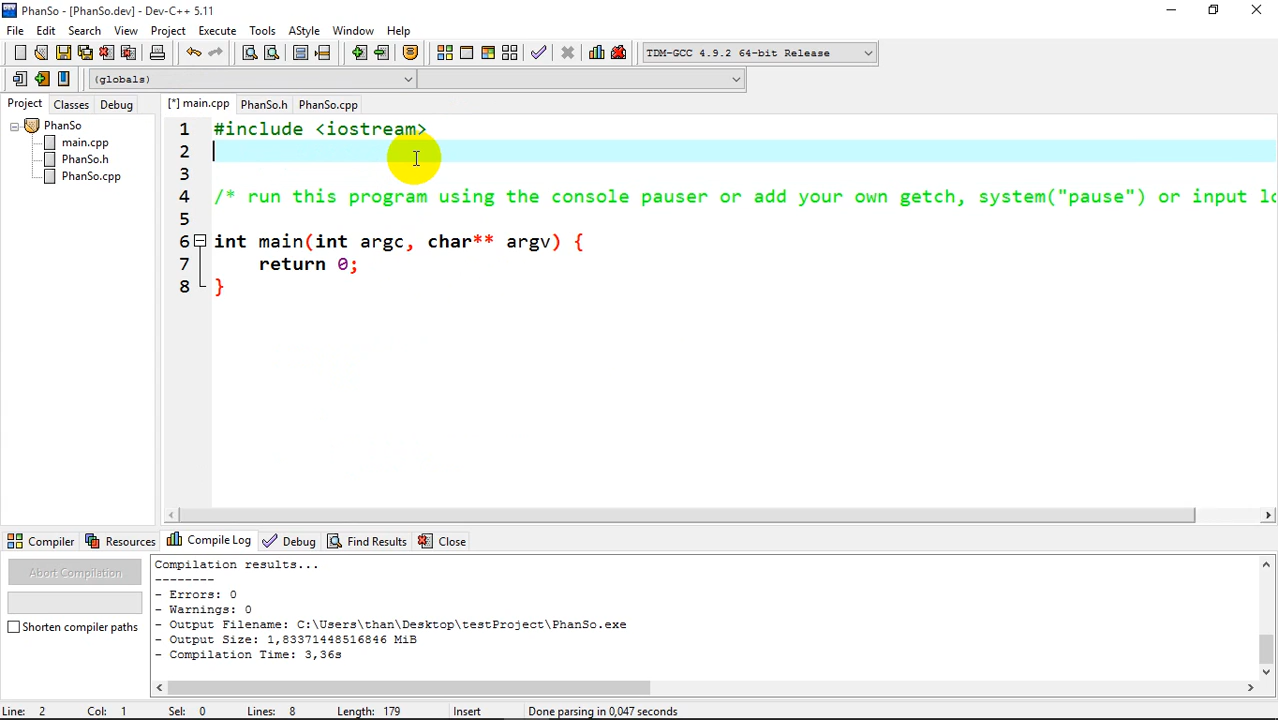 PhanSo - [PhanSo.dev] - Dev-C++ 5.11
File Edit Search View Project Execute Tools AStyle Window Help
TDM-GCC 4.9.2 64-bit Release
(globals)
Project Classes Debug
[*] main.cpp PhanSo.h PhanSo.cpp
PhanSo
main.cpp
PhanSo.h
PhanSo.cpp
1 #include <iostream>
2
3
4 /* run this program using the console pauser or add your own getch, system("pause") or input lo
5
6 int main(int argc, char** argv) {
7 return 0;
8 }
Compiler Resources Compile Log Debug Find Results Close
Abort Compilation
Shorten compiler paths
Compilation results...
--------
- Errors: 0
- Warnings: 0
- Output Filename: C:\Users\than\Desktop\testProject\PhanSo.exe
- Output Size: 1,83371448516846 MiB
- Compilation Time: 3,36s
Line: 2 Col: 1 Sel: 0 Lines: 8 Length: 179 Insert Done parsing in 0,047 seconds